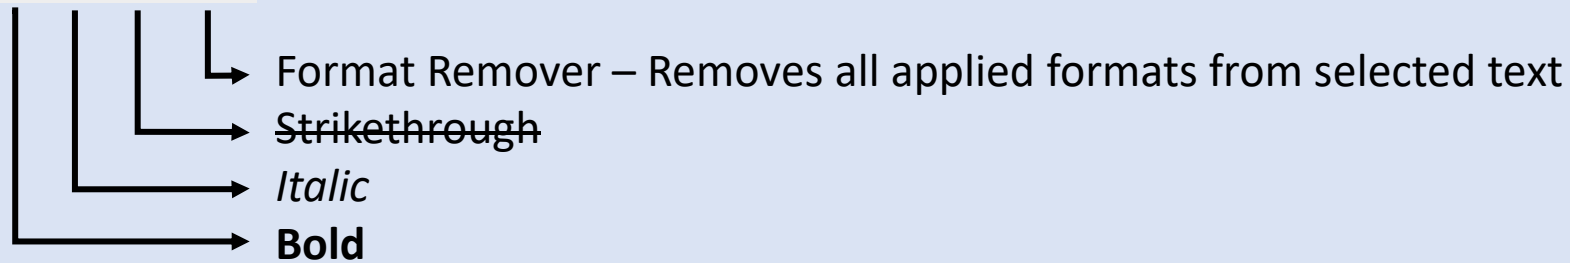 Format Remover – Removes all applied formats from selected text
Strikethrough
Italic
Bold